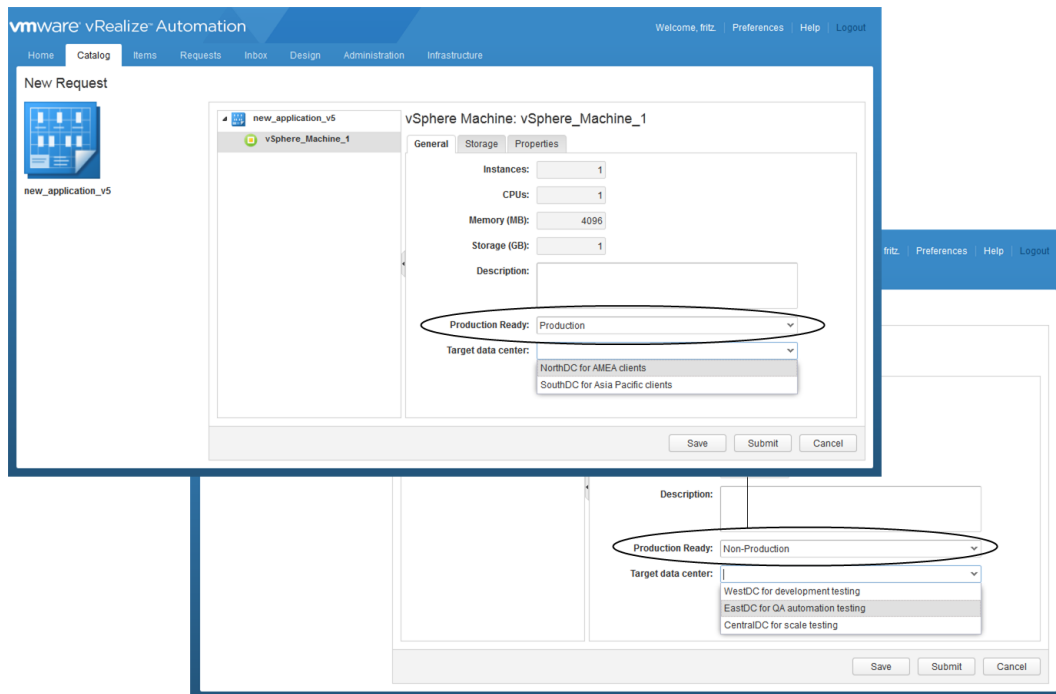 vmware vRealize™ Automation
Welcome, fritz. Preferences Help Logout
Home Catalog Items Requests Inbox Design Administration Infrastructure
New Request
new_application_v5
new_application_v5
vSphere_Machine_1
vSphere Machine: vSphere_Machine_1
General Storage Properties
Instances: 1
CPUs: 1
Memory (MB): 4096
Storage (GB): 1
Description:
Production Ready: Production
Target data center:
NorthDC for AMEA clients
SouthDC for Asia Pacific clients
Save Submit Cancel
fritz. Preferences Help Logout
Description:
Production Ready: Non-Production
Target data center:
WestDC for development testing
EastDC for QA automation testing
CentralDC for scale testing
Save Submit Cancel